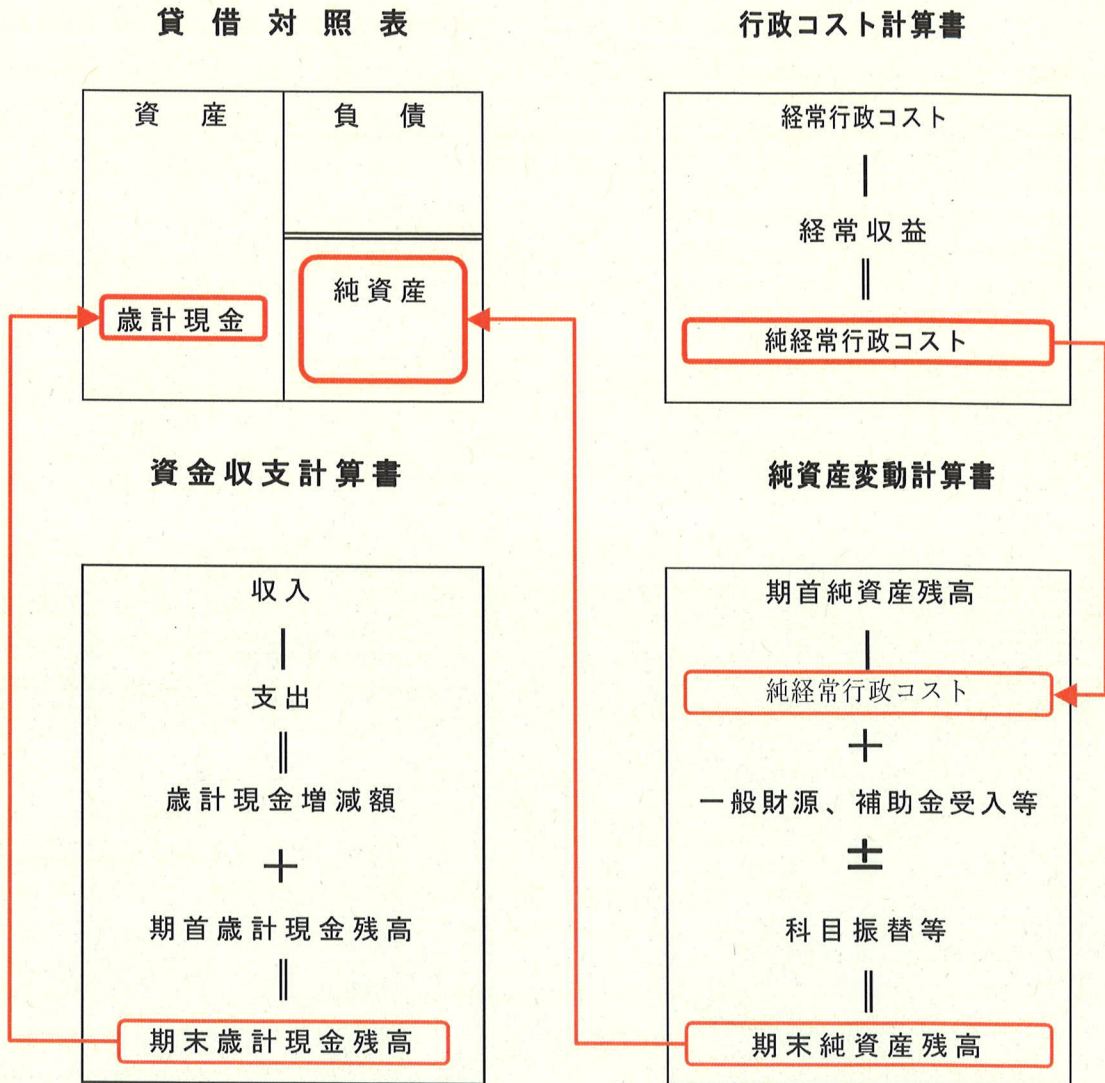 貸借対照表
資産
負債
純資産
歳計現金
行政コスト計算書
経常行政コスト
－
経常収益
∥
純経常行政コスト
資金収支計算書
収入
－
支出
∥
歳計現金増減額
＋
期首歳計現金残高
∥
期末歳計現金残高
純資産変動計算書
期首純資産残高
－
純経常行政コスト
＋
一般財源、補助金受入等
±
科目振替等
∥
期末純資産残高